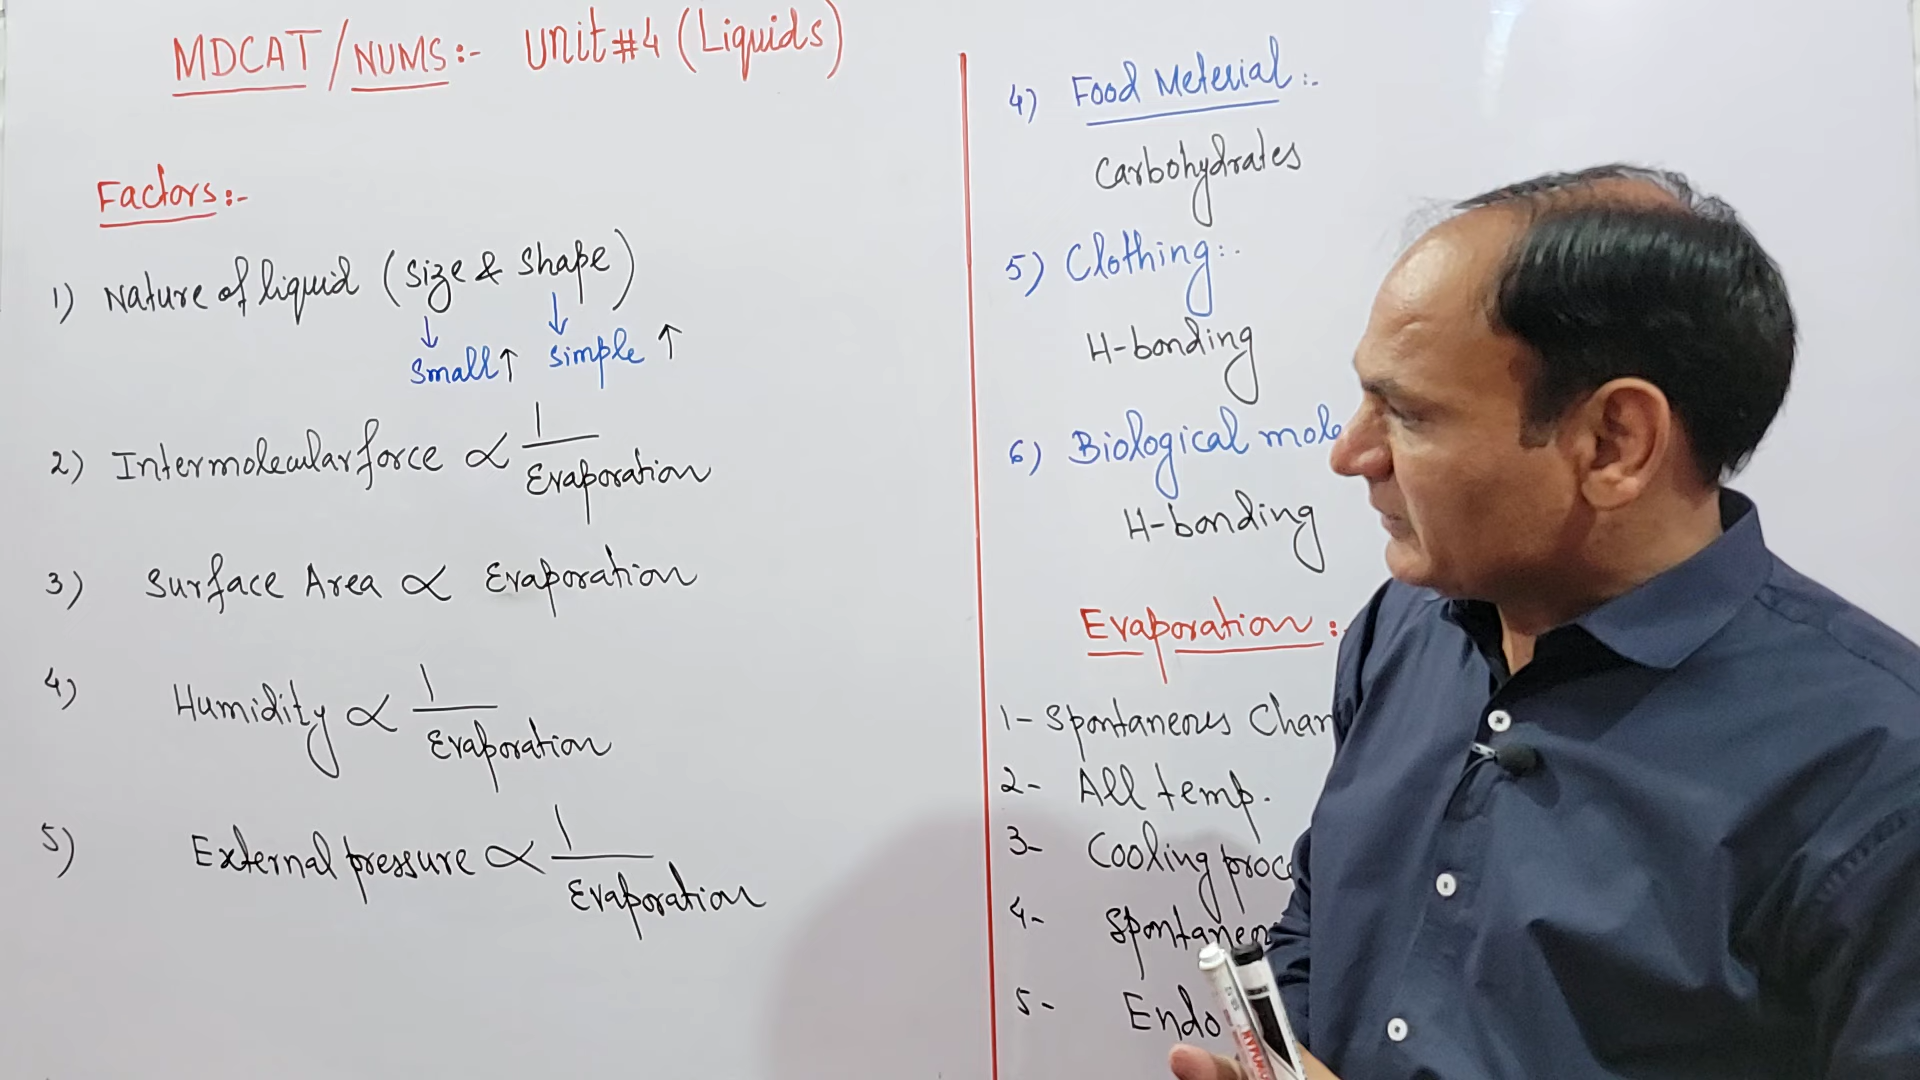 MDCAT/NUMS:- Unit#4 (Liquids)
Factors:-
1) Nature of liquid (Size & Shape)
↓ ↓
Small↑ Simple ↑
2) Intermolecular force ∝ 1/Evaporation
3) Surface Area ∝ Evaporation
4) Humidity ∝ 1/Evaporation
5) External pressure ∝ 1/Evaporation
4) Food Meterial:-
Carbohydrates
5) Clothing:-
H-bonding
6) Biological mole
H-bonding
Evaporation:-
1- Spontaneous Chan
2- All temp.
3- Cooling proce
4- Spontaneo
5- Endo